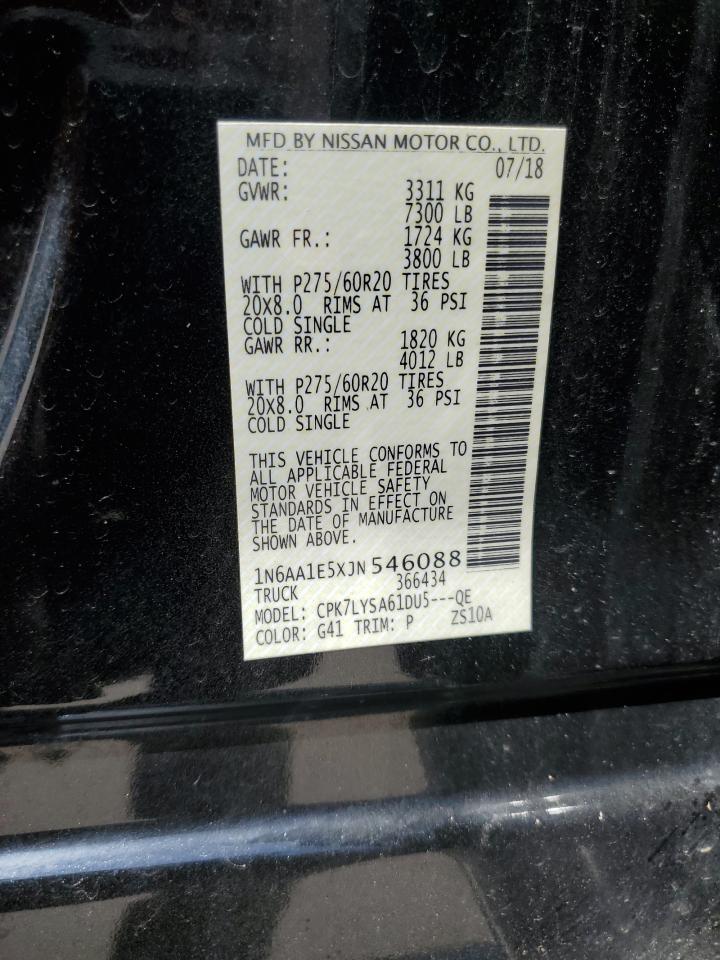 MFD BY NISSAN MOTOR CO., LTD.
DATE: 07/18
GVWR: 3311 KG
7300 LB
GAWR FR.: 1724 KG
3800 LB
WITH P275/60R20 TIRES
20X8.0 RIMS AT 36 PSI
COLD SINGLE
GAWR RR.: 1820 KG
4012 LB
WITH P275/60R20 TIRES
20X8.0 RIMS AT 36 PSI
COLD SINGLE
THIS VEHICLE CONFORMS TO
ALL APPLICABLE FEDERAL
MOTOR VEHICLE SAFETY
STANDARDS IN EFFECT ON
THE DATE OF MANUFACTURE
SHOWN ABOVE.
1N6AA1E5XJN546088
TRUCK 366434
MODEL: CPK7LYSA61DU5---QE
COLOR: G41 TRIM: P ZS10A